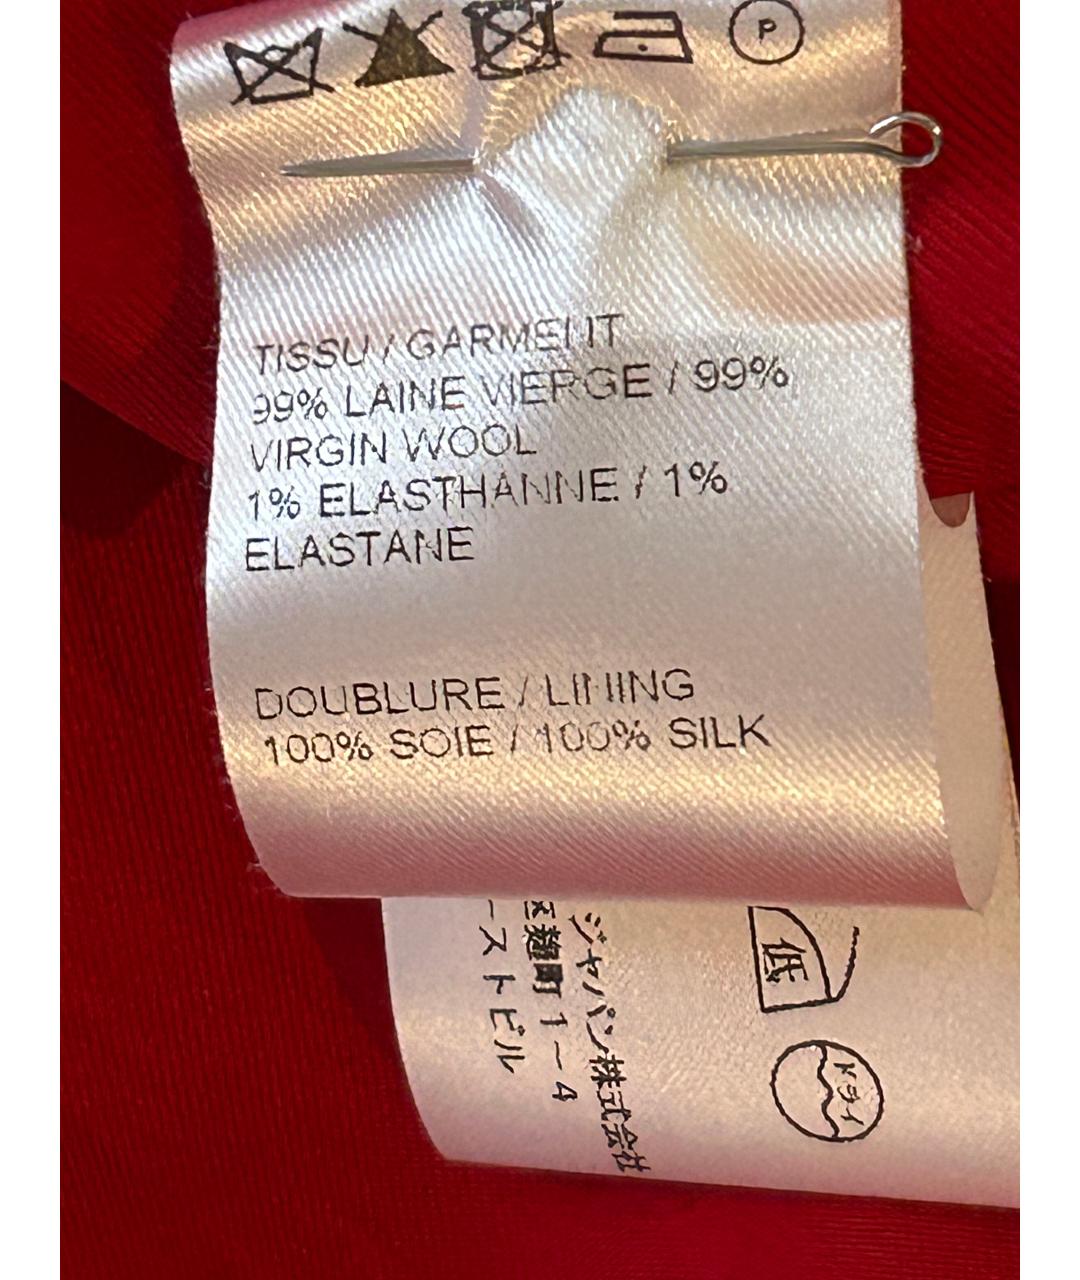 P
TISSU / GARMENT
99% LAINE VIERGE / 99%
VIRGIN WOOL
1% ELASTHANNE / 1%
ELASTANE
DOUBLURE / LINING
100% SOIE / 100% SILK
ジャパン株式会社
区麹町1-4
ーストビル
低
ドライ